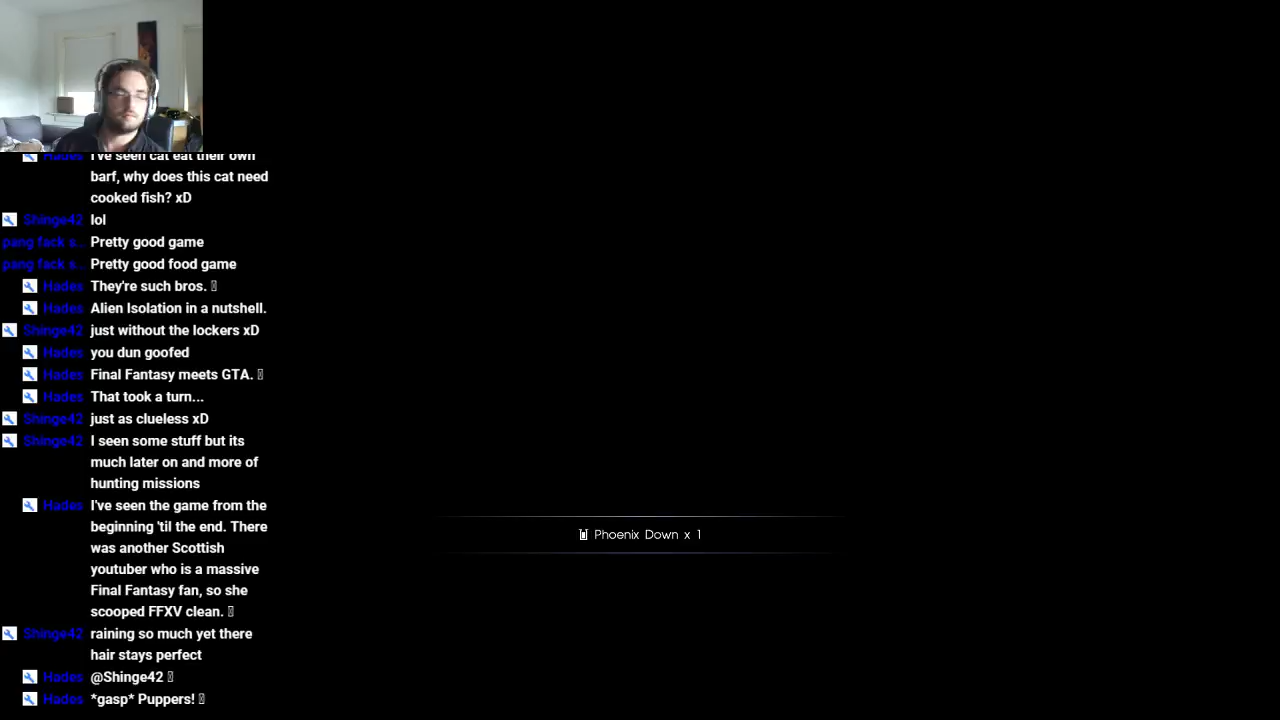 Hades I've seen cat eat their own
barf, why does this cat need
cooked fish? xD
Shinge42 lol
pang fack s... Pretty good game
pang fack s... Pretty good food game
Hades They're such bros.
Hades Alien Isolation in a nutshell.
Shinge42 just without the lockers xD
Hades you dun goofed
Hades Final Fantasy meets GTA.
Hades That took a turn...
Shinge42 just as clueless xD
Shinge42 I seen some stuff but its
much later on and more of
hunting missions
Hades I've seen the game from the
beginning 'til the end. There
was another Scottish
youtuber who is a massive
Final Fantasy fan, so she
scooped FFXV clean.
Shinge42 raining so much yet there
hair stays perfect
Hades @Shinge42
Hades *gasp* Puppers!
Phoenix Down x 1